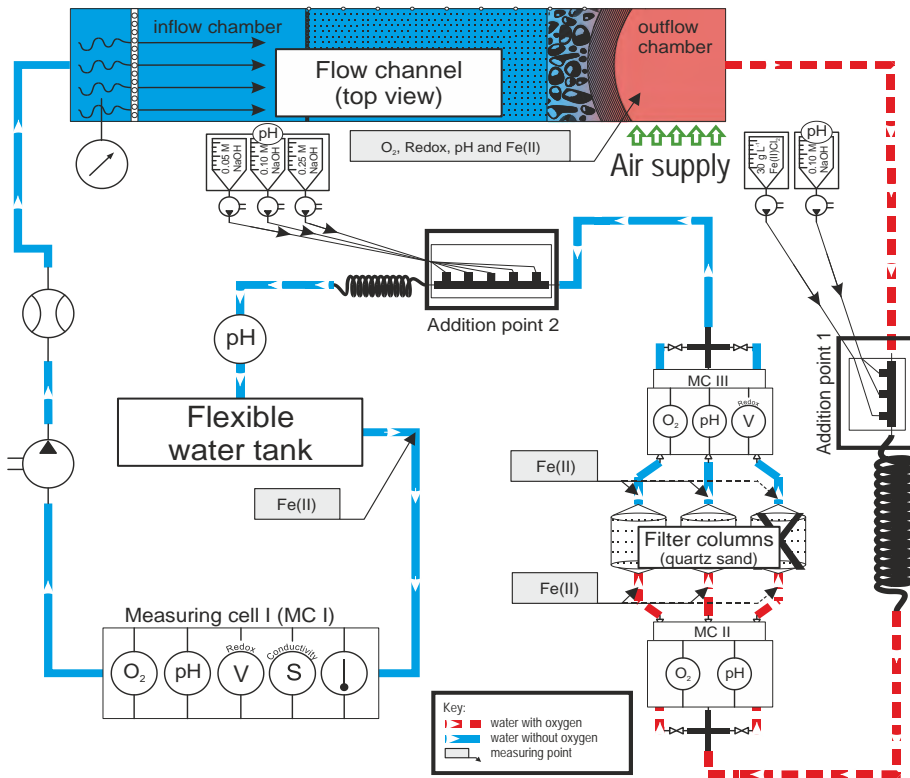 inflow chamber
outflow
chamber
Flow channel
(top view)
O₂, Redox, pH and Fe(II)
Air supply
pH
0.05 M
NaOH
0.10 M
NaOH
0.25 M
NaOH
pH
30 g L⁻¹
Fe(II)Cl₂
0.10 M
NaOH
Addition point 2
Addition point 1
pH
Flexible
water tank
Fe(II)
MC III
O₂
pH
Redox
V
Fe(II)
Filter columns
(quartz sand)
Fe(II)
MC II
O₂
pH
Measuring cell I (MC I)
O₂
pH
Redox
V
Conductivity
S
Key:
water with oxygen
water without oxygen
measuring point